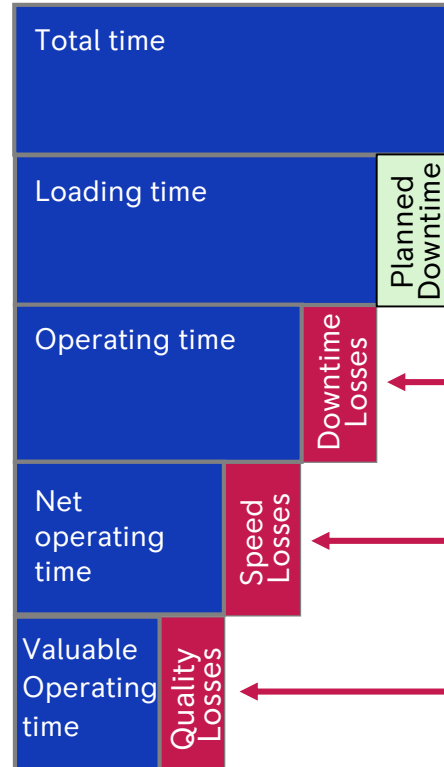 Total time
Loading time
Planned
Downtime
Operating time
Downtime
Losses
Net
operating
time
Speed
Losses
Valuable
Operating
time
Quality
Losses